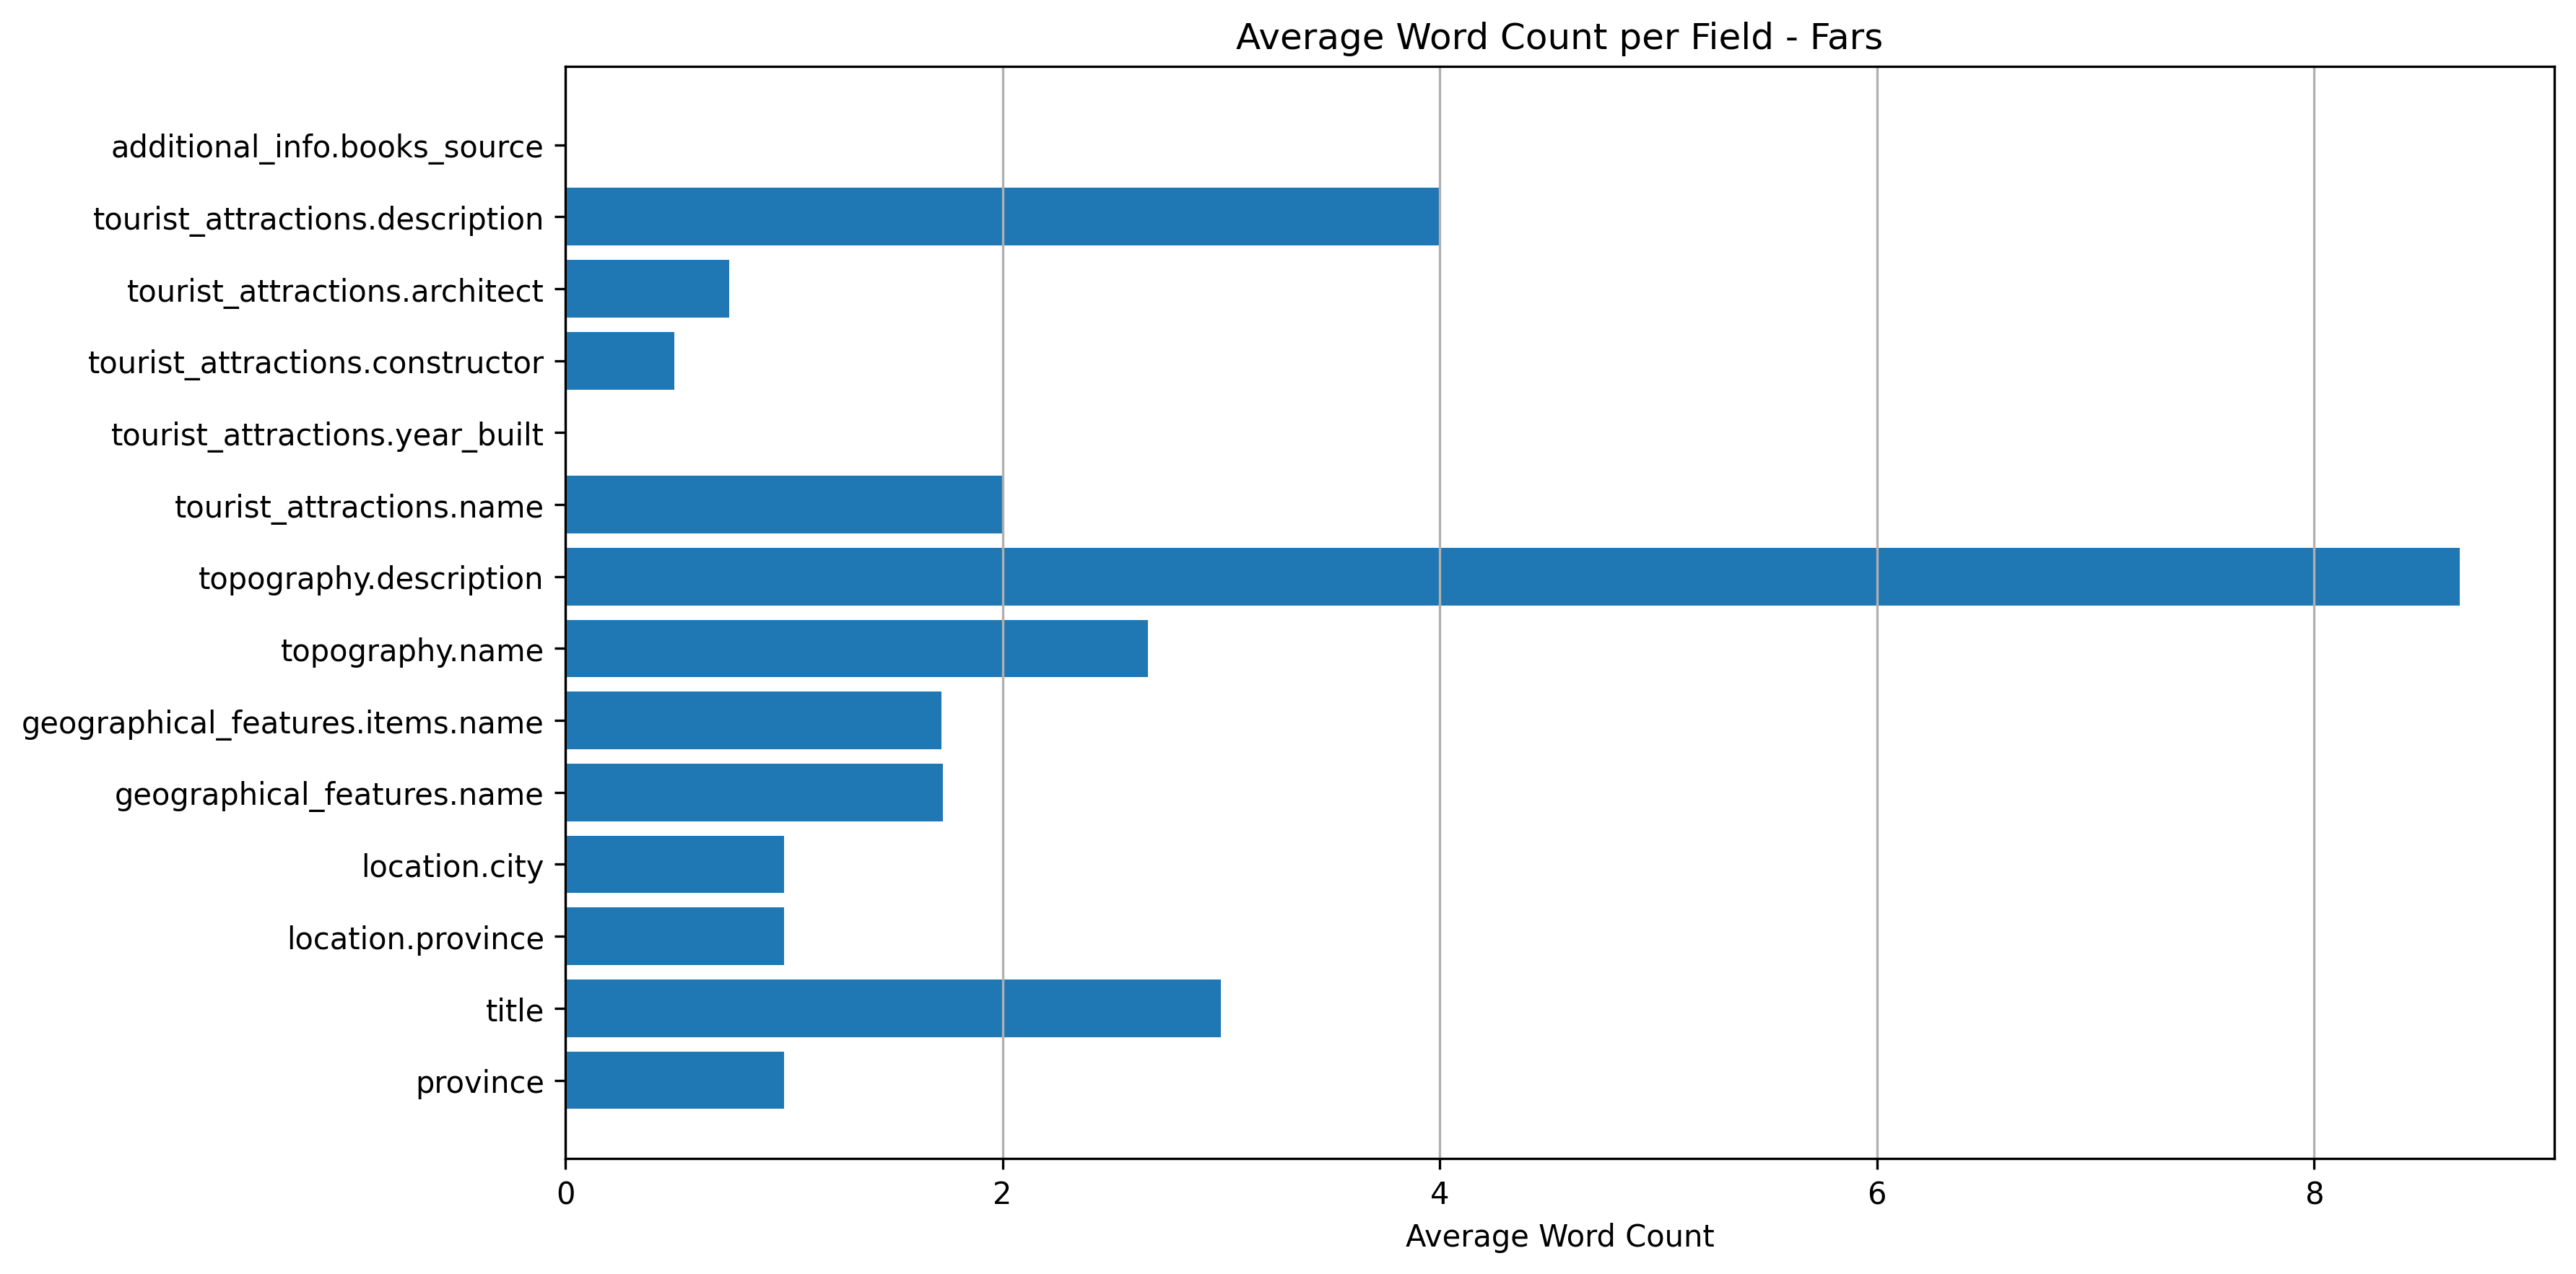 Average Word Count per Field - Fars
additional_info.books_source
tourist_attractions.description
tourist_attractions.architect
tourist_attractions.constructor
tourist_attractions.year_built
tourist_attractions.name
topography.description
topography.name
geographical_features.items.name
geographical_features.name
location.city
location.province
title
province
0 2 4 6 8
Average Word Count